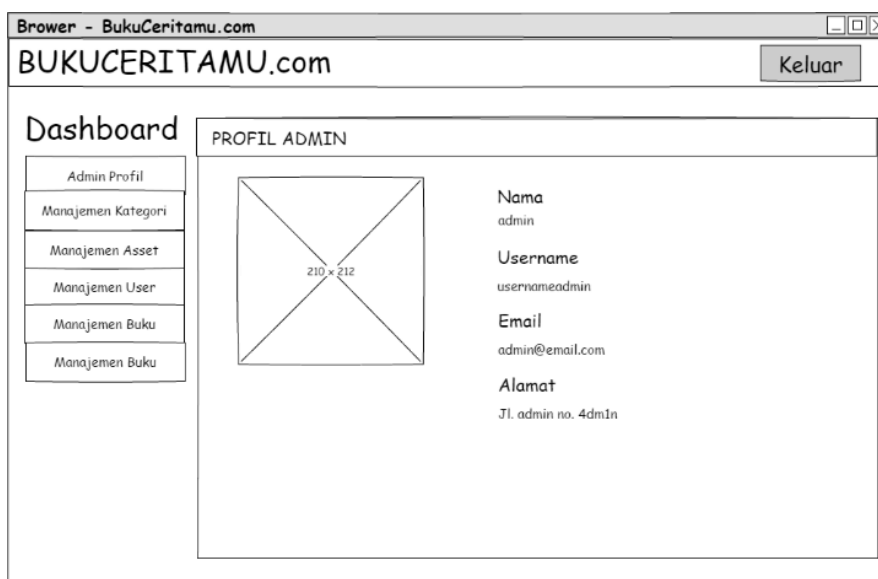 Brower - BukuCeritamu.com
BUKUCERITAMU.com
Keluar
Dashboard
Admin Profil
Manajemen Kategori
Manajemen Asset
Manajemen User
Manajemen Buku
Manajemen Buku
PROFIL ADMIN
210 x 212
Nama
admin
Username
usernameadmin
Email
admin@email.com
Alamat
Jl. admin no. 4dm1n